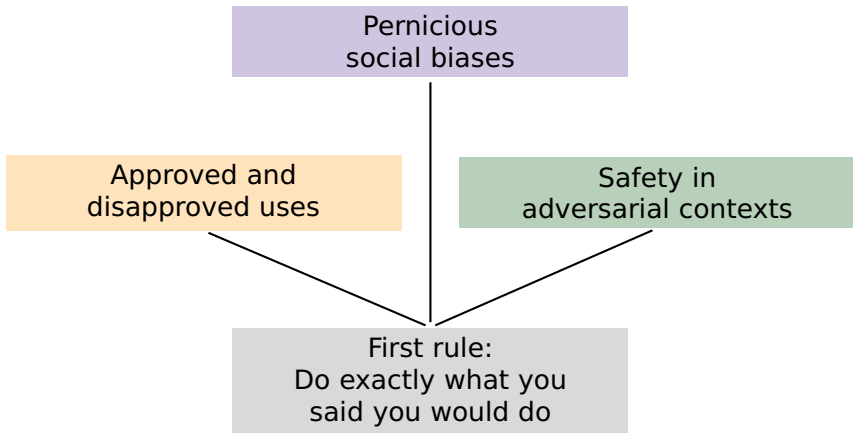 Pernicious
social biases
Approved and
disapproved uses
Safety in
adversarial contexts
First rule:
Do exactly what you
said you would do